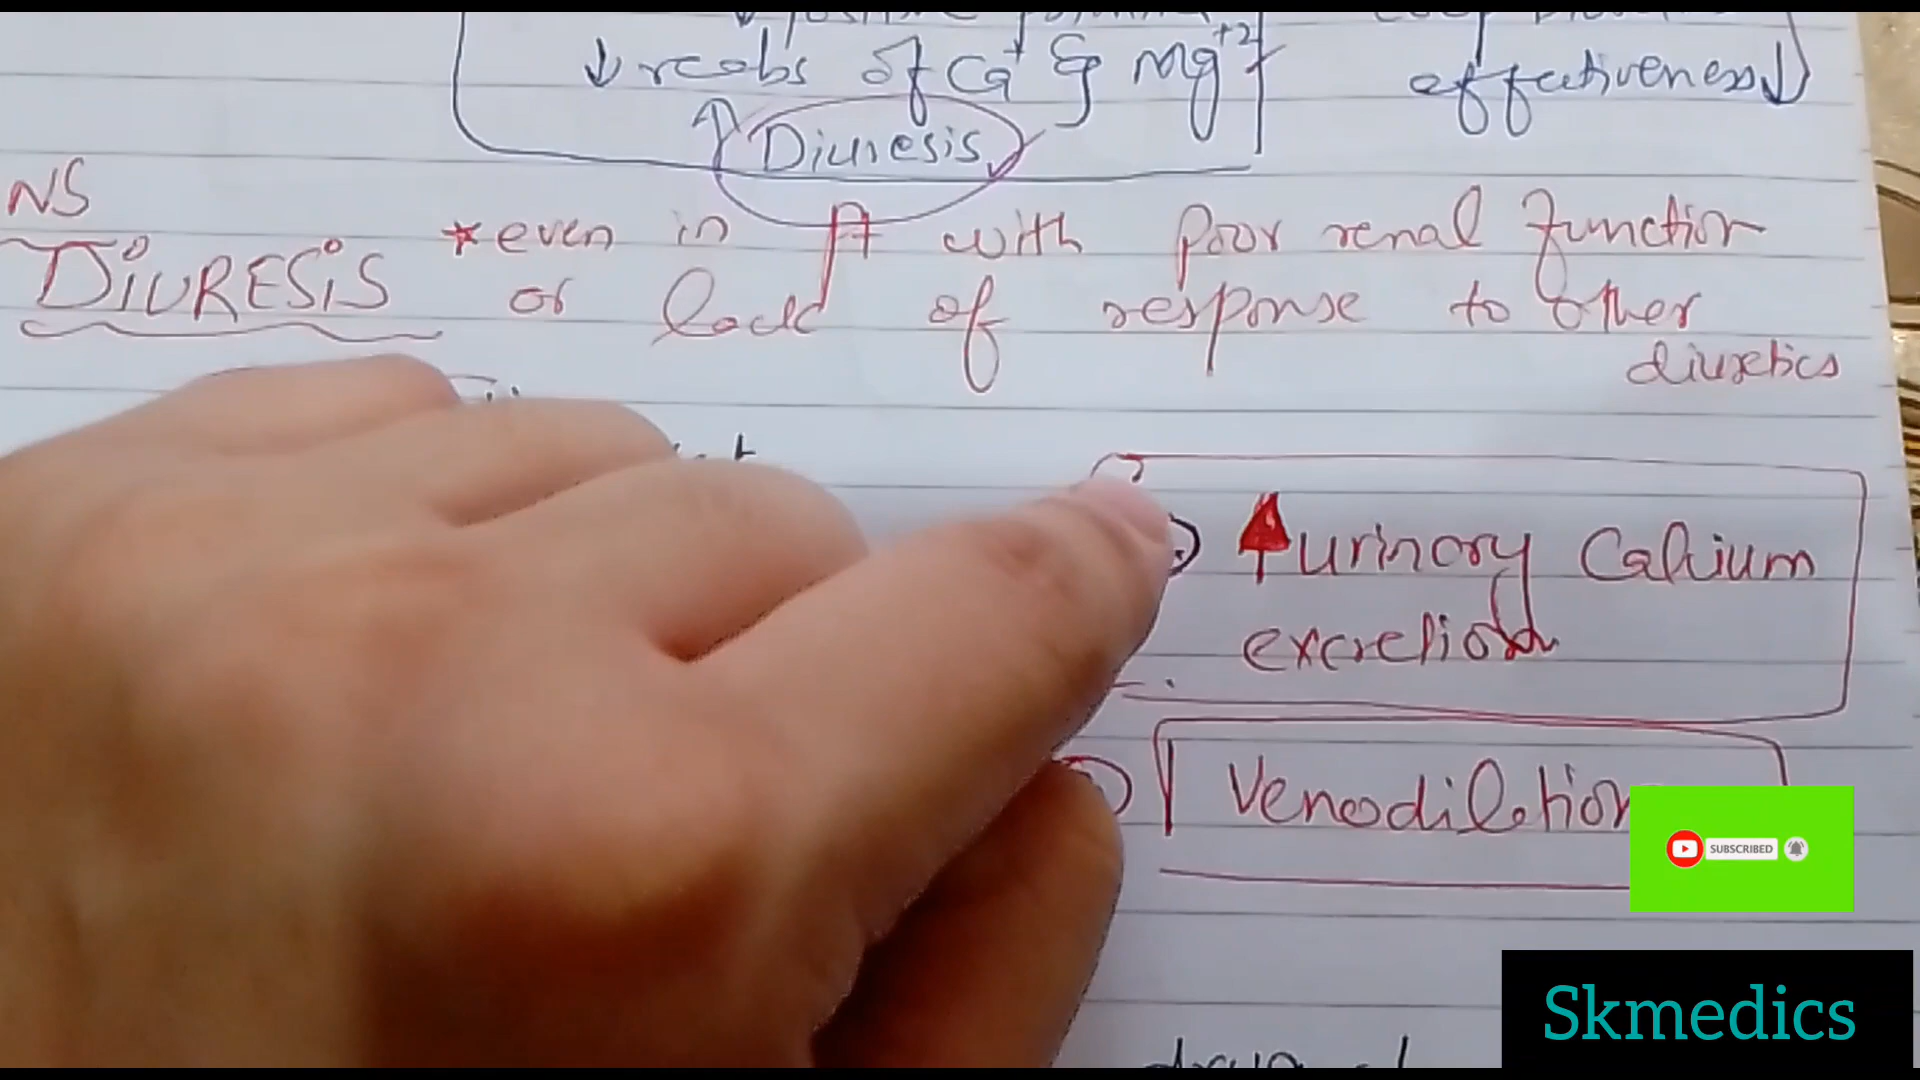 ↓ reabs of Ca+ & Mg+2
effectiveness↓
↑ Diuresis
NS
DiURESiS
*even in Pt with poor renal function
or lack of response to other
diuretics
↑urinary Calcium
excretion
Venodilation
SUBSCRIBED
Skmedics